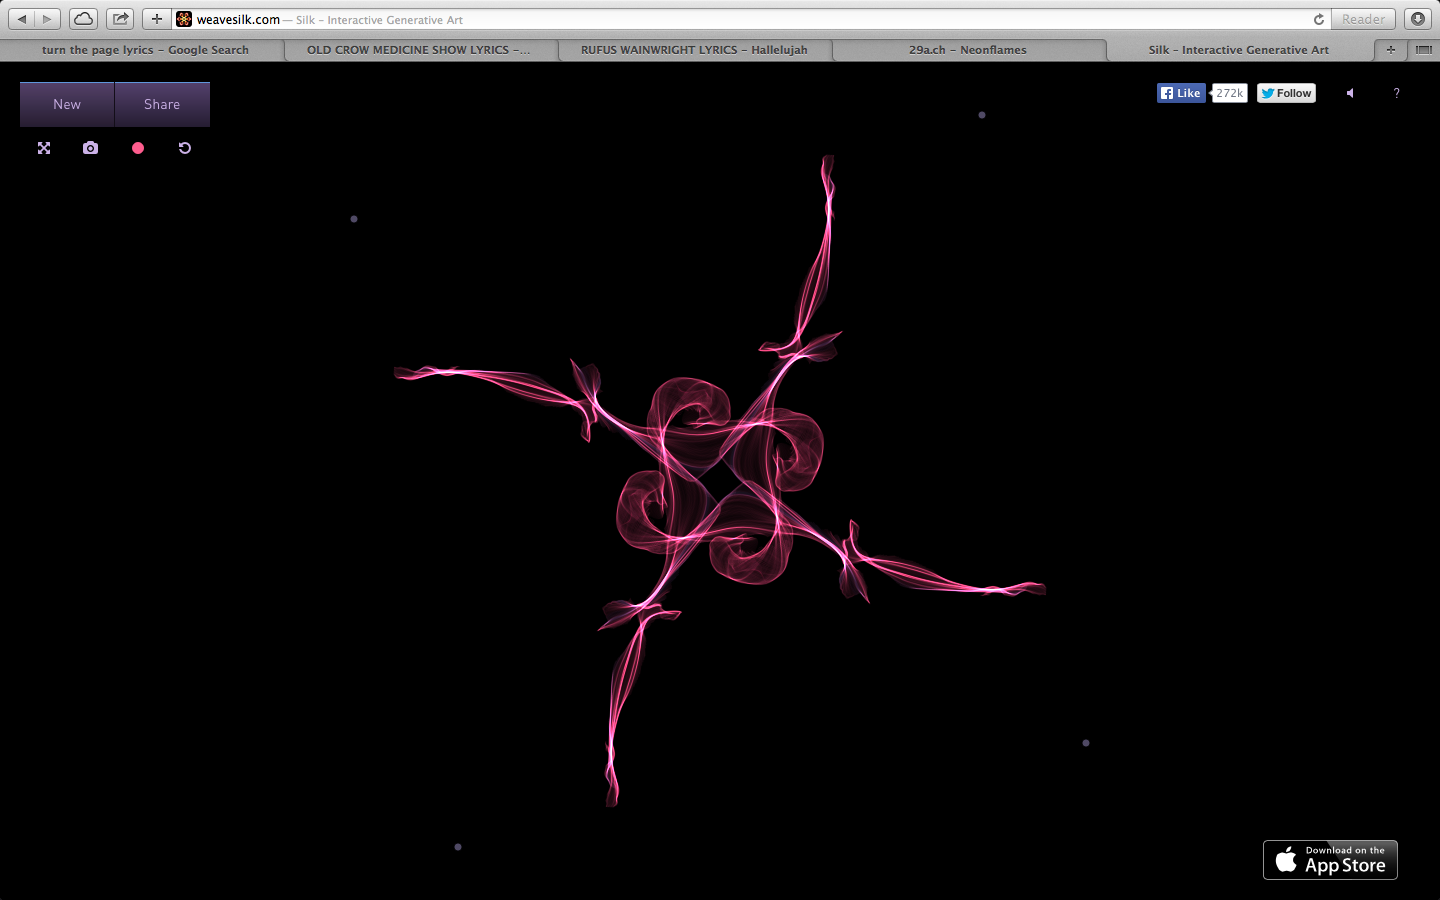 weavesilk.com — Silk – Interactive Generative Art
Reader
turn the page lyrics – Google Search
OLD CROW MEDICINE SHOW LYRICS –...
RUFUS WAINWRIGHT LYRICS – Hallelujah
29a.ch – Neonflames
Silk – Interactive Generative Art
New
Share
Like
272k
Follow
?
Download on the
App Store